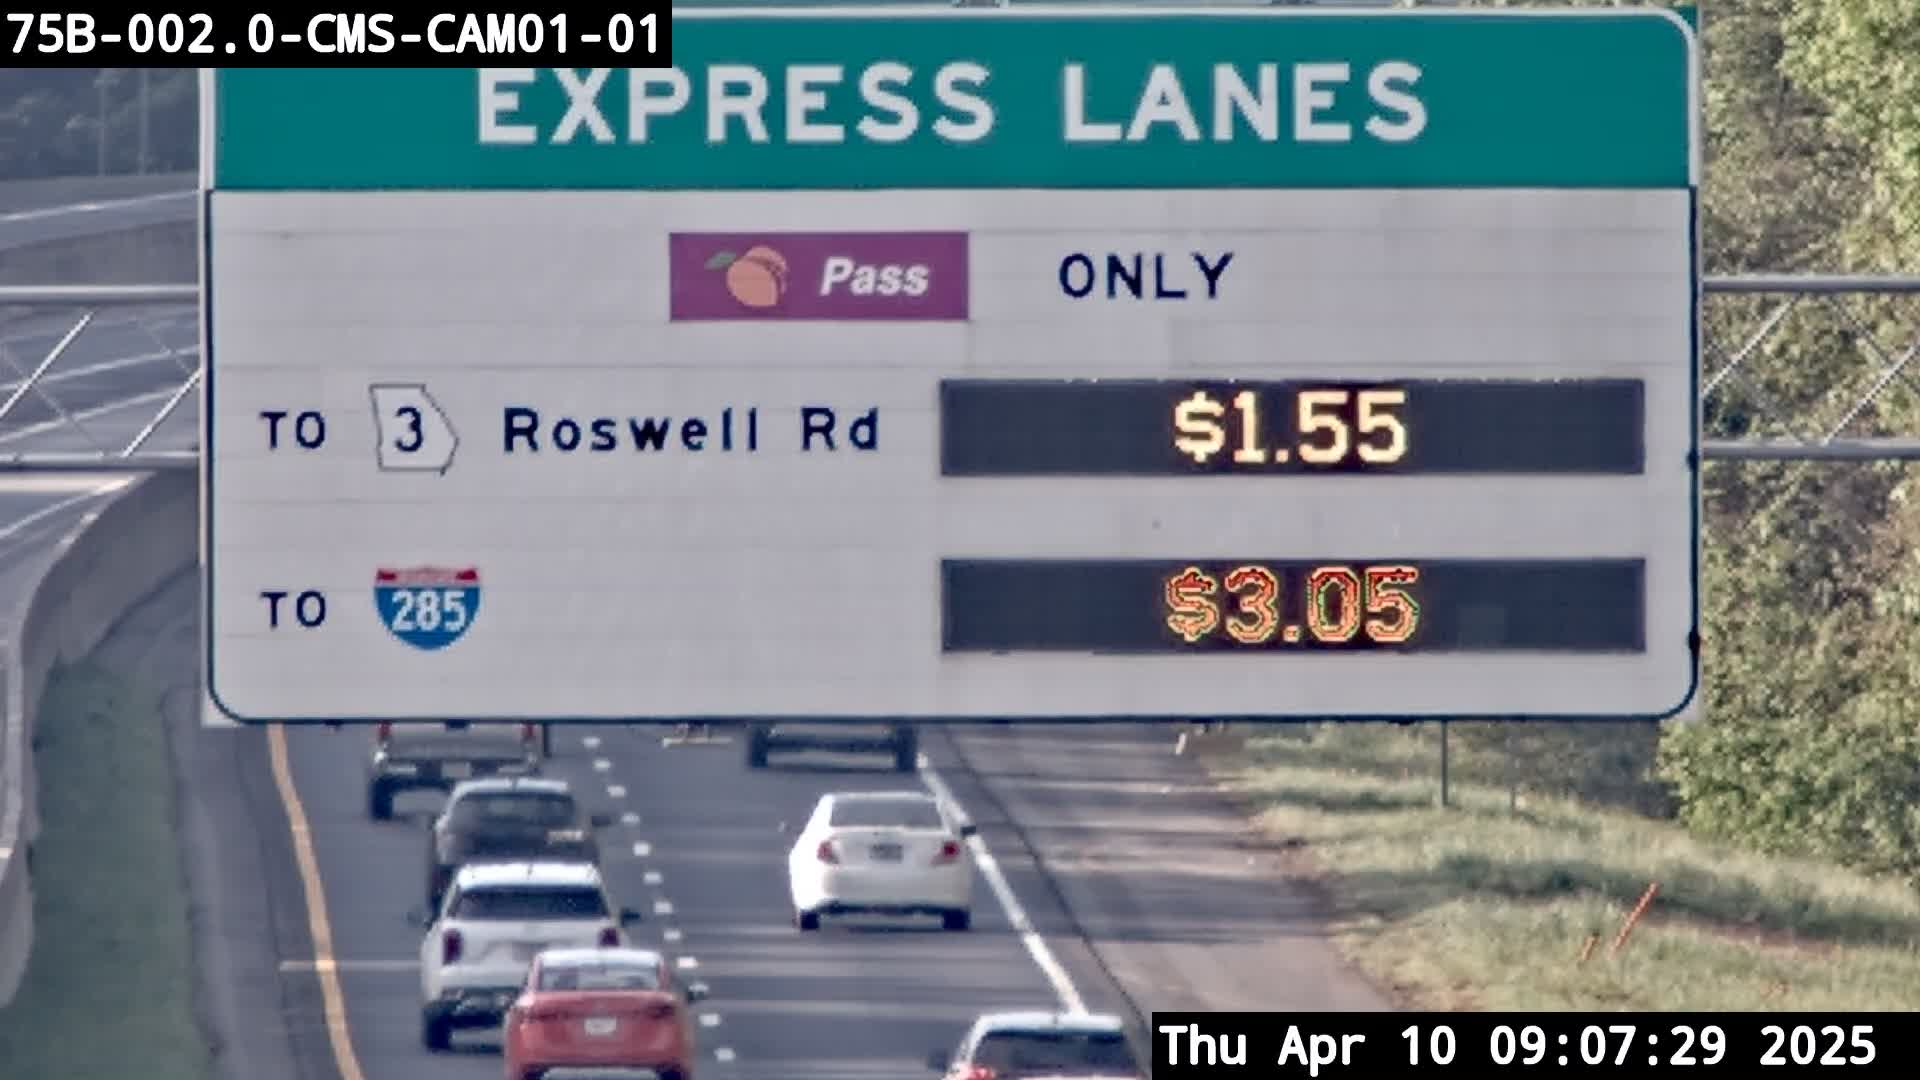 75B-002.0-CMS-CAM01-01
EXPRESS LANES
Pass ONLY
TO 3 Roswell Rd $1.55
TO 285 $3.05
Thu Apr 10 09:07:29 2025